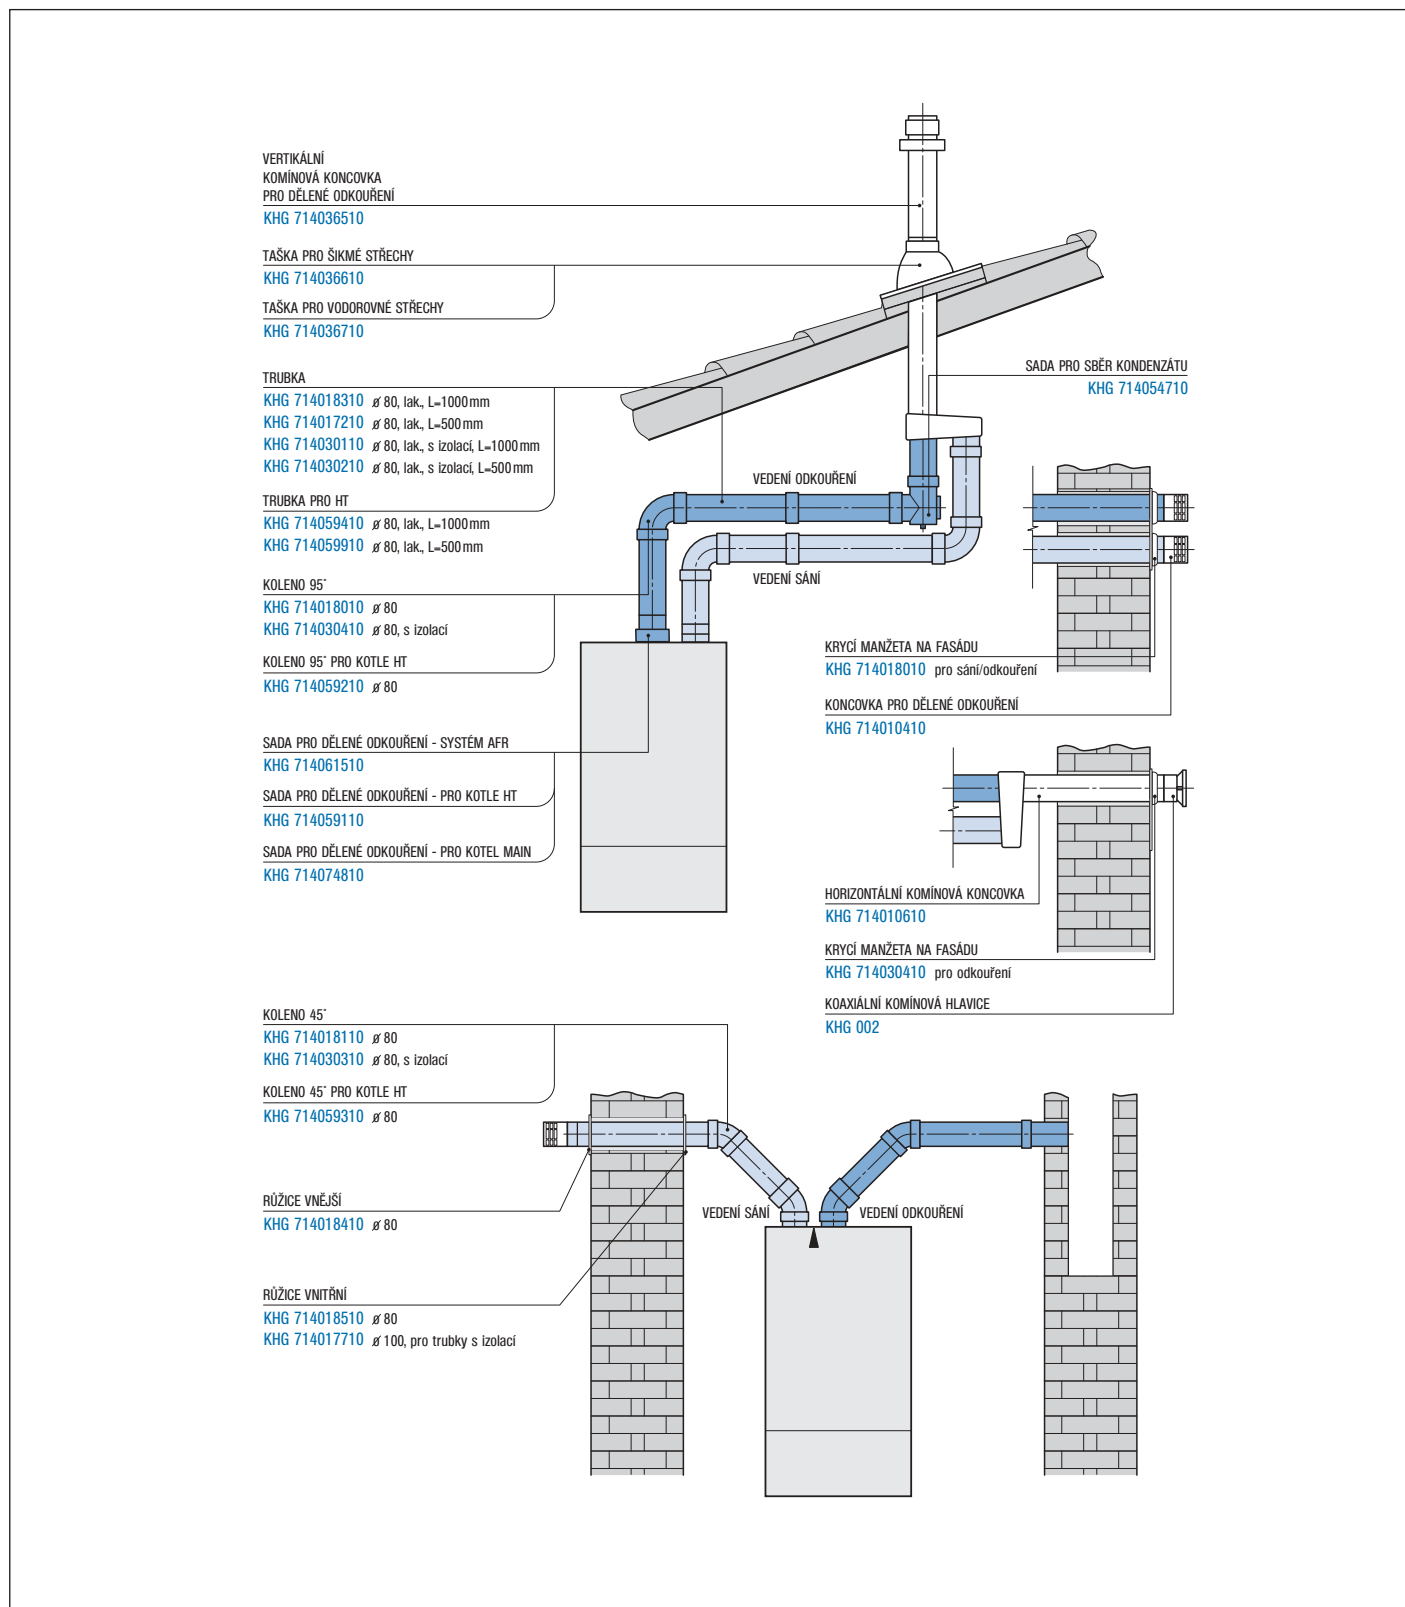 VERTIKÁLNÍ
KOMÍNOVÁ KONCOVKA
PRO DĚLENÉ ODKOUŘENÍ
KHG 714036510
TAŠKA PRO ŠIKMÉ STŘECHY
KHG 714036610
TAŠKA PRO VODOROVNÉ STŘECHY
KHG 714036710
TRUBKA
KHG 714018310 ø 80, lak., L=1000mm
KHG 714017210 ø 80, lak., L=500mm
KHG 714030110 ø 80, lak., s izolací, L=1000mm
KHG 714030210 ø 80, lak., s izolací, L=500mm
TRUBKA PRO HT
KHG 714059410 ø 80, lak., L=1000mm
KHG 714059910 ø 80, lak., L=500mm
KOLENO 95°
KHG 714018010 ø 80
KHG 714030410 ø 80, s izolací
KOLENO 95° PRO KOTLE HT
KHG 714059210 ø 80
SADA PRO DĚLENÉ ODKOUŘENÍ - SYSTÉM AFR
KHG 714061510
SADA PRO DĚLENÉ ODKOUŘENÍ - PRO KOTLE HT
KHG 714059110
SADA PRO DĚLENÉ ODKOUŘENÍ - PRO KOTEL MAIN
KHG 714074810
SADA PRO SBĚR KONDENZÁTU
KHG 714054710
VEDENÍ ODKOUŘENÍ
VEDENÍ SÁNÍ
KRYCÍ MANŽETA NA FASÁDU
KHG 714018010 pro sání/odkouření
KONCOVKA PRO DĚLENÉ ODKOUŘENÍ
KHG 714010410
HORIZONTÁLNÍ KOMÍNOVÁ KONCOVKA
KHG 714010610
KRYCÍ MANŽETA NA FASÁDU
KHG 714030410 pro odkouření
KOAXIÁLNÍ KOMÍNOVÁ HLAVICE
KHG 002
KOLENO 45°
KHG 714018110 ø 80
KHG 714030310 ø 80, s izolací
KOLENO 45° PRO KOTLE HT
KHG 714059310 ø 80
RŮŽICE VNĚJŠÍ
KHG 714018410 ø 80
RŮŽICE VNITŘNÍ
KHG 714018510 ø 80
KHG 714017710 ø 100, pro trubky s izolací
VEDENÍ SÁNÍ
VEDENÍ ODKOUŘENÍ